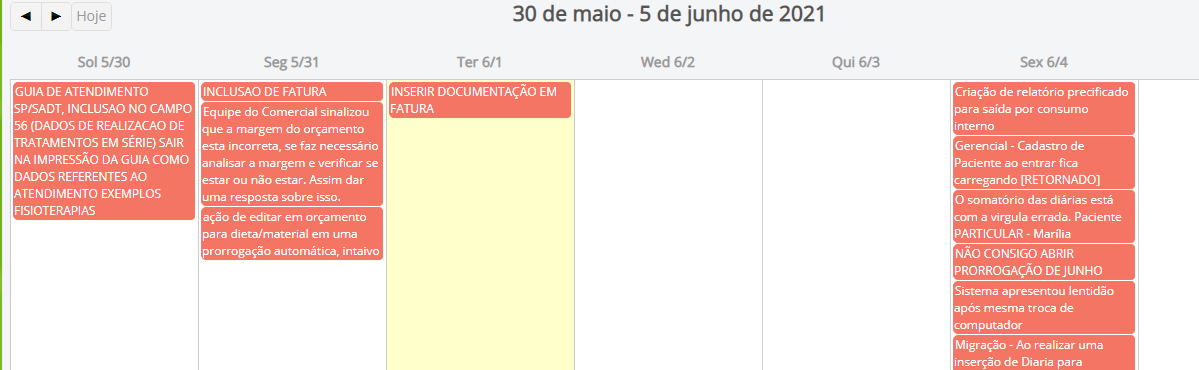 Hoje
30 de maio - 5 de junho de 2021
Sol 5/30
Seg 5/31
Ter 6/1
Wed 6/2
Qui 6/3
Sex 6/4
GUIA DE ATENDIMENTO
SP/SADT, INCLUSAO NO CAMPO
56 (DADOS DE REALIZACAO DE
TRATAMENTOS EM SÉRIE) SAIR
NA IMPRESSÃO DA GUIA COMO
DADOS REFERENTES AO
ATENDIMENTO EXEMPLOS
FISIOTERAPIAS
INCLUSAO DE FATURA
Equipe do Comercial sinalizou
que a margem do orçamento
esta incorreta, se faz necessário
analisar a margem e verificar se
estar ou não estar. Assim dar
uma resposta sobre isso.
ação de editar em orçamento
para dieta/material em uma
prorrogação automática, intaivo
INSERIR DOCUMENTAÇÃO EM
FATURA
Criação de relatório precificado
para saída por consumo
interno
Gerencial - Cadastro de
Paciente ao entrar fica
carregando [RETORNADO]
O somatório das diárias está
com a virgula errada. Paciente
PARTICULAR - Marília
NÃO CONSIGO ABRIR
PRORROGAÇÃO DE JUNHO
Sistema apresentou lentidão
após mesma troca de
computador
Migração - Ao realizar uma
inserção de Diaria para